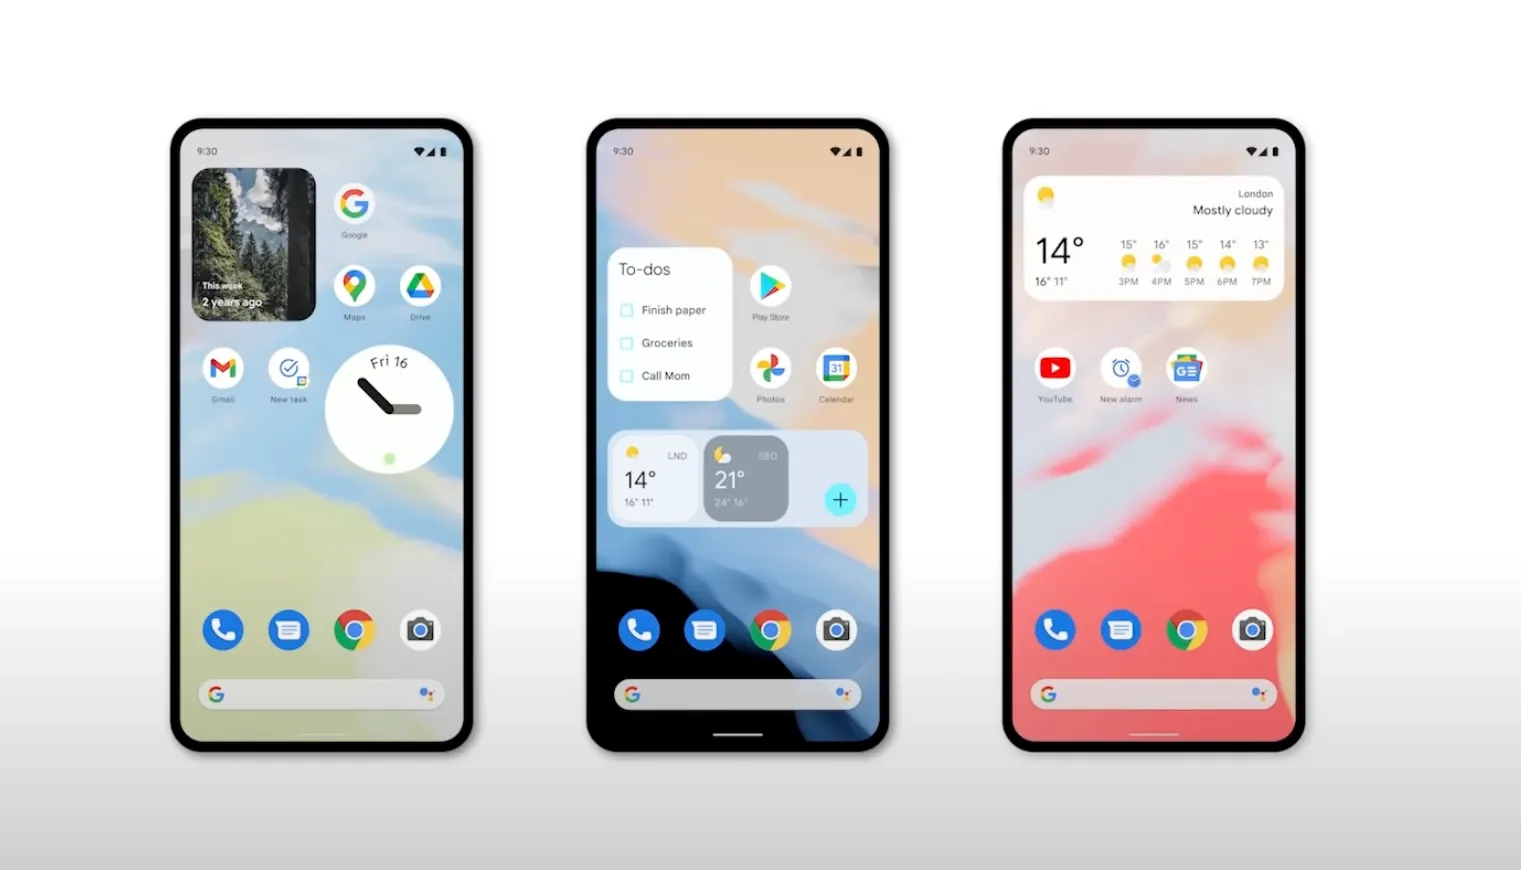 9:30
Google
This week
2 years ago
Maps
Drive
Gmail
New task
Fri 16
9:30
To-dos
Finish paper
Groceries
Call Mom
Play Store
Photos
Calendar
31
LND
14°
16° 11°
SEO
21°
24° 16°
9:30
London
Mostly cloudy
14°
16° 11°
15° 16° 15° 14° 13°
3PM 4PM 5PM 6PM 7PM
YouTube
New alarm
News